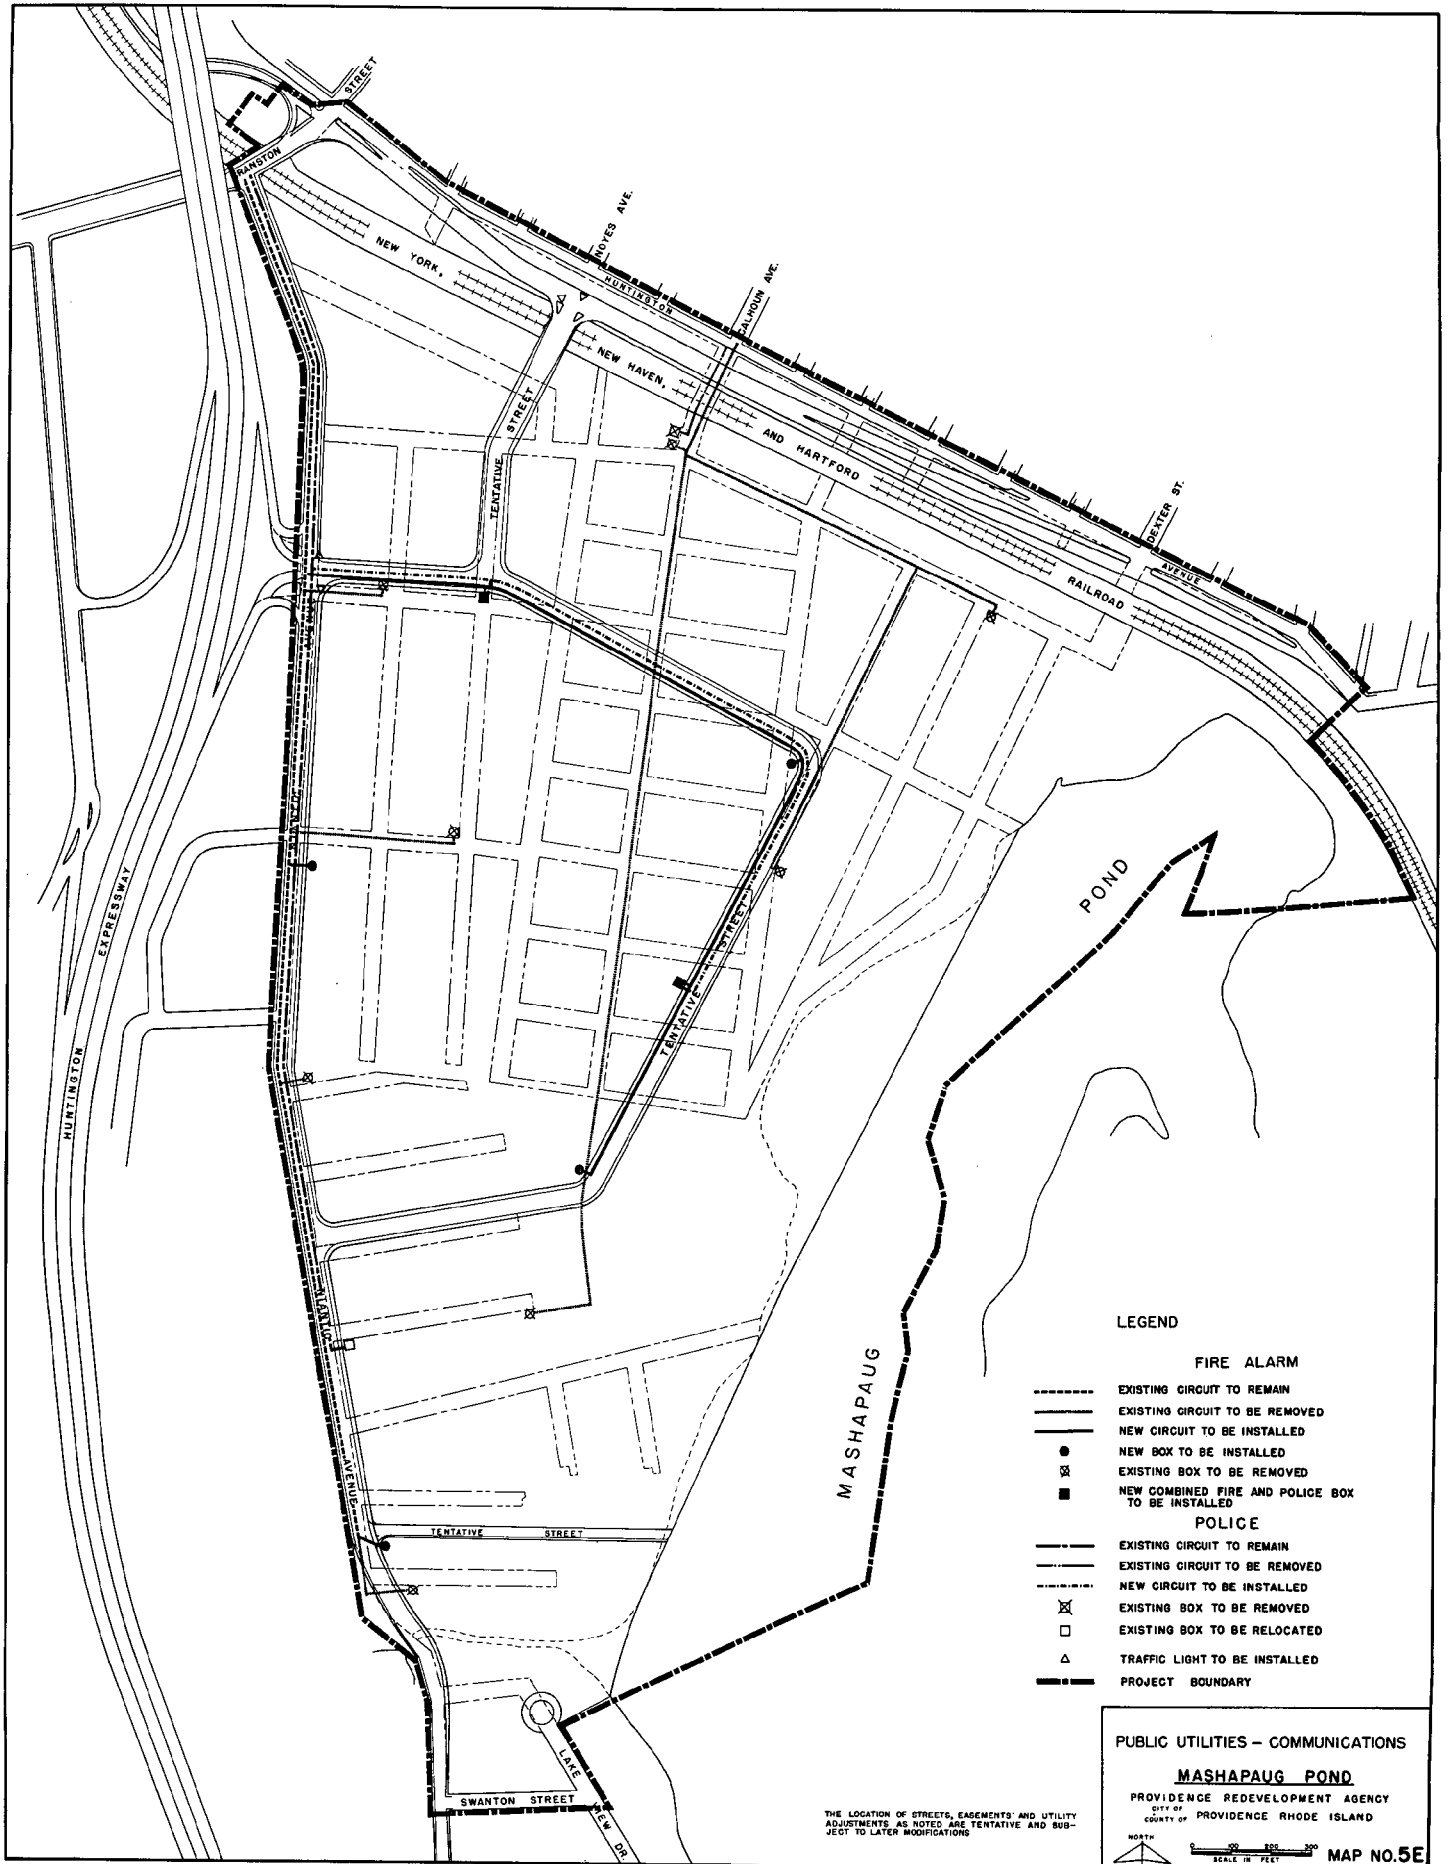 STREET
RANSTON
NEW YORK,
NOYES AVE.
HUNTINGTON
CALHOUN AVE.
NEW HAVEN,
TENTATIVE STREET
AND HARTFORD
DEXTER ST.
AVENUE
RAILROAD
HUNTINGTON EXPRESSWAY
TENTATIVE STREET
POND
MASHAPAUG
AVENUE
TENTATIVE STREET
LAKE VIEW DR.
SWANTON STREET
LEGEND
FIRE ALARM
EXISTING CIRCUIT TO REMAIN
EXISTING CIRCUIT TO BE REMOVED
NEW CIRCUIT TO BE INSTALLED
NEW BOX TO BE INSTALLED
EXISTING BOX TO BE REMOVED
NEW COMBINED FIRE AND POLICE BOX
TO BE INSTALLED
POLICE
EXISTING CIRCUIT TO REMAIN
EXISTING CIRCUIT TO BE REMOVED
NEW CIRCUIT TO BE INSTALLED
EXISTING BOX TO BE REMOVED
EXISTING BOX TO BE RELOCATED
TRAFFIC LIGHT TO BE INSTALLED
PROJECT BOUNDARY
THE LOCATION OF STREETS, EASEMENTS AND UTILITY
ADJUSTMENTS AS NOTED ARE TENTATIVE AND SUB-
JECT TO LATER MODIFICATIONS
PUBLIC UTILITIES – COMMUNICATIONS
MASHAPAUG POND
PROVIDENCE REDEVELOPMENT AGENCY
CITY OF
COUNTY OF PROVIDENCE RHODE ISLAND
NORTH
0 100 200 300
SCALE IN FEET
MAP NO.5E